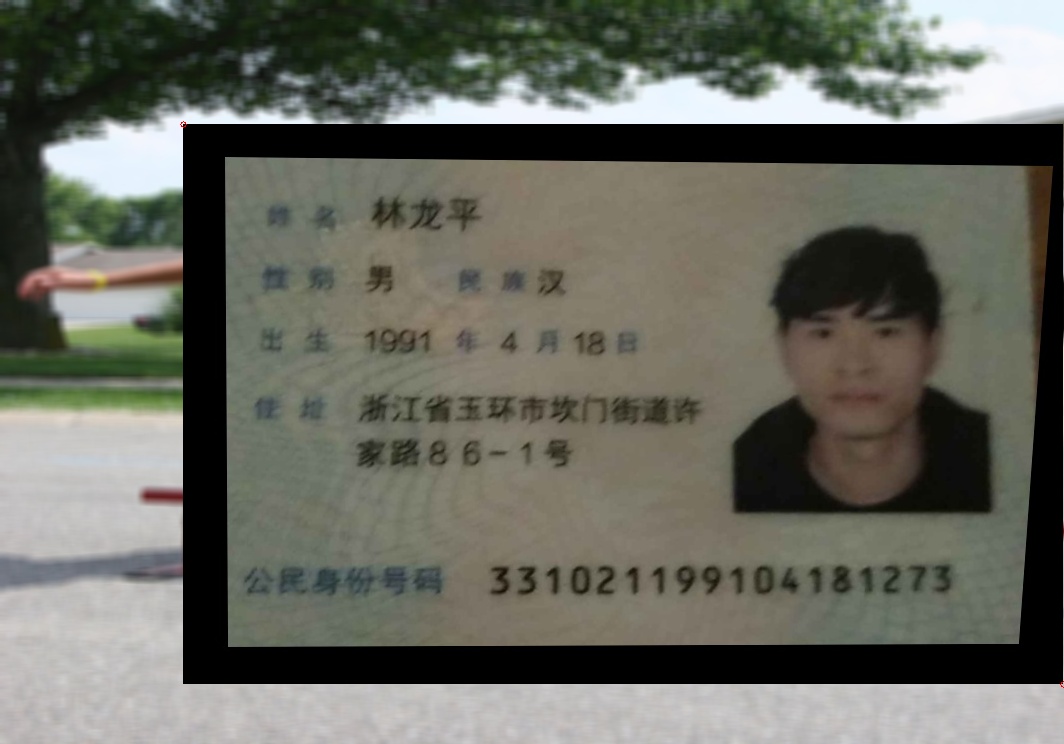 姓名 林龙平
性别 男 民族 汉
出生 1991 年 4 月 18 日
住址 浙江省玉环市坎门街道许
家路86-1号
公民身份号码 331021199104181273